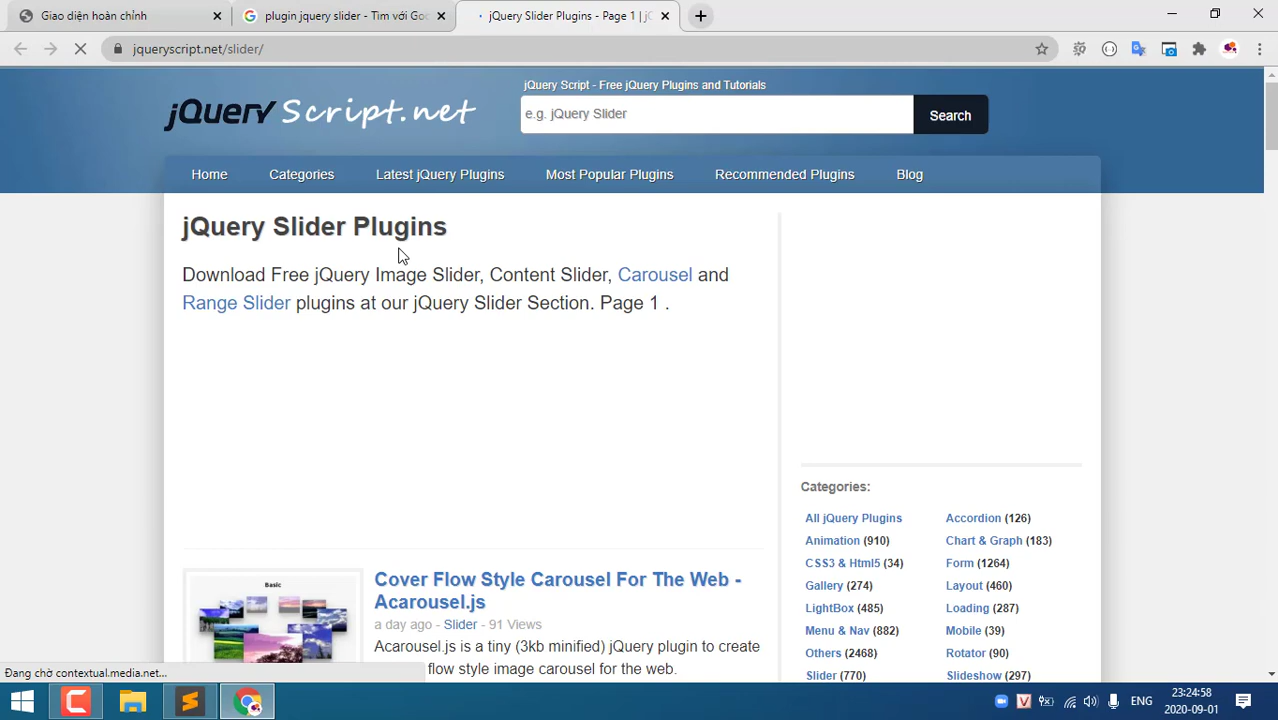 Giao diện hoàn chỉnh
plugin jquery slider - Tìm với Goo
jQuery Slider Plugins - Page 1 | jQ
jqueryscript.net/slider/
jQuery Script.net
jQuery Script - Free jQuery Plugins and Tutorials
e.g. jQuery Slider
Search
Home
Categories
Latest jQuery Plugins
Most Popular Plugins
Recommended Plugins
Blog
jQuery Slider Plugins
Download Free jQuery Image Slider, Content Slider, Carousel and
Range Slider plugins at our jQuery Slider Section. Page 1 .
Basic
Cover Flow Style Carousel For The Web -
Acarousel.js
a day ago - Slider - 91 Views
Acarousel.js is a tiny (3kb minified) jQuery plugin to create
flow style image carousel for the web.
Categories:
All jQuery Plugins
Accordion (126)
Animation (910)
Chart & Graph (183)
CSS3 & Html5 (34)
Form (1264)
Gallery (274)
Layout (460)
LightBox (485)
Loading (287)
Menu & Nav (882)
Mobile (39)
Others (2468)
Rotator (90)
Slider (770)
Slideshow (297)
Đang chờ contextual.media.net...
ENG
23:24:58
2020-09-01